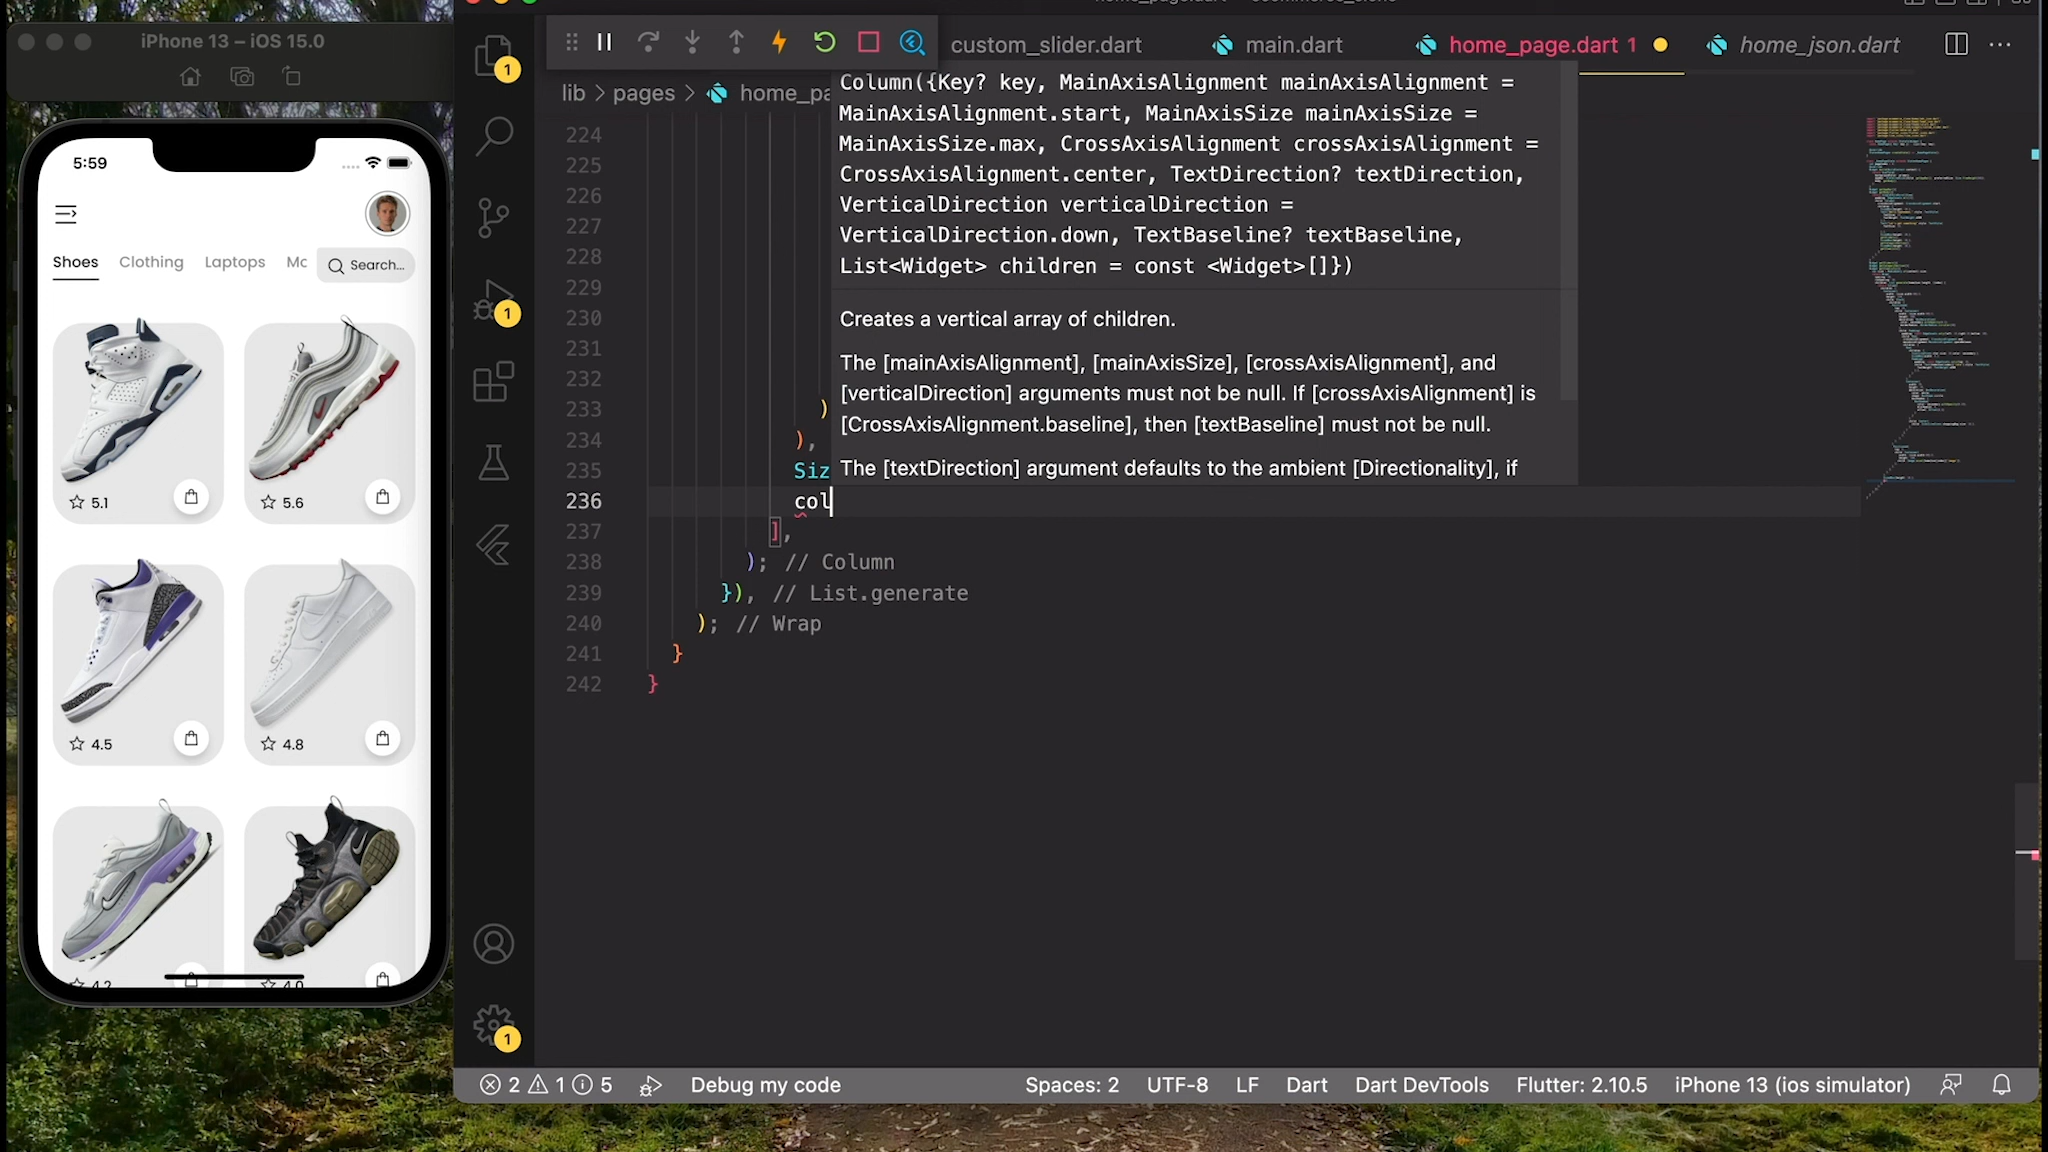 iPhone 13 – iOS 15.0
5:59
Shoes Clothing Laptops Mc Search...
5.1 5.6
4.5 4.8
4.2 4.0
1
1
1
custom_slider.dart main.dart home_page.dart 1 home_json.dart
lib > pages > home_pa
Column({Key? key, MainAxisAlignment mainAxisAlignment =
MainAxisAlignment.start, MainAxisSize mainAxisSize =
MainAxisSize.max, CrossAxisAlignment crossAxisAlignment =
CrossAxisAlignment.center, TextDirection? textDirection,
VerticalDirection verticalDirection =
VerticalDirection.down, TextBaseline? textBaseline,
List<Widget> children = const <Widget>[]})
Creates a vertical array of children.
The [mainAxisAlignment], [mainAxisSize], [crossAxisAlignment], and
[verticalDirection] arguments must not be null. If [crossAxisAlignment] is
[CrossAxisAlignment.baseline], then [textBaseline] must not be null.
The [textDirection] argument defaults to the ambient [Directionality], if
224
225
226
227
228
229
230
231
232
233 )
234 ),
235 Siz
236 col
237 ],
238 ); // Column
239 }), // List.generate
240 ); // Wrap
241 }
242 }
2 1 5 Debug my code Spaces: 2 UTF-8 LF Dart Dart DevTools Flutter: 2.10.5 iPhone 13 (ios simulator)